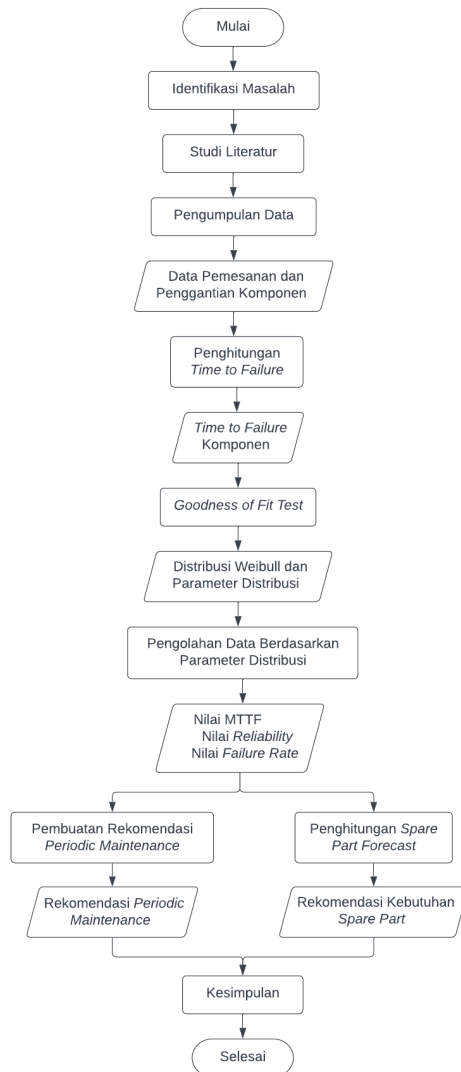 Mulai
Identifikasi Masalah
Studi Literatur
Pengumpulan Data
Data Pemesanan dan
Penggantian Komponen
Penghitungan
Time to Failure
Time to Failure
Komponen
Goodness of Fit Test
Distribusi Weibull dan
Parameter Distribusi
Pengolahan Data Berdasarkan
Parameter Distribusi
Nilai MTTF
Nilai Reliability
Nilai Failure Rate
Pembuatan Rekomendasi
Periodic Maintenance
Penghitungan Spare
Part Forecast
Rekomendasi Periodic
Maintenance
Rekomendasi Kebutuhan
Spare Part
Kesimpulan
Selesai